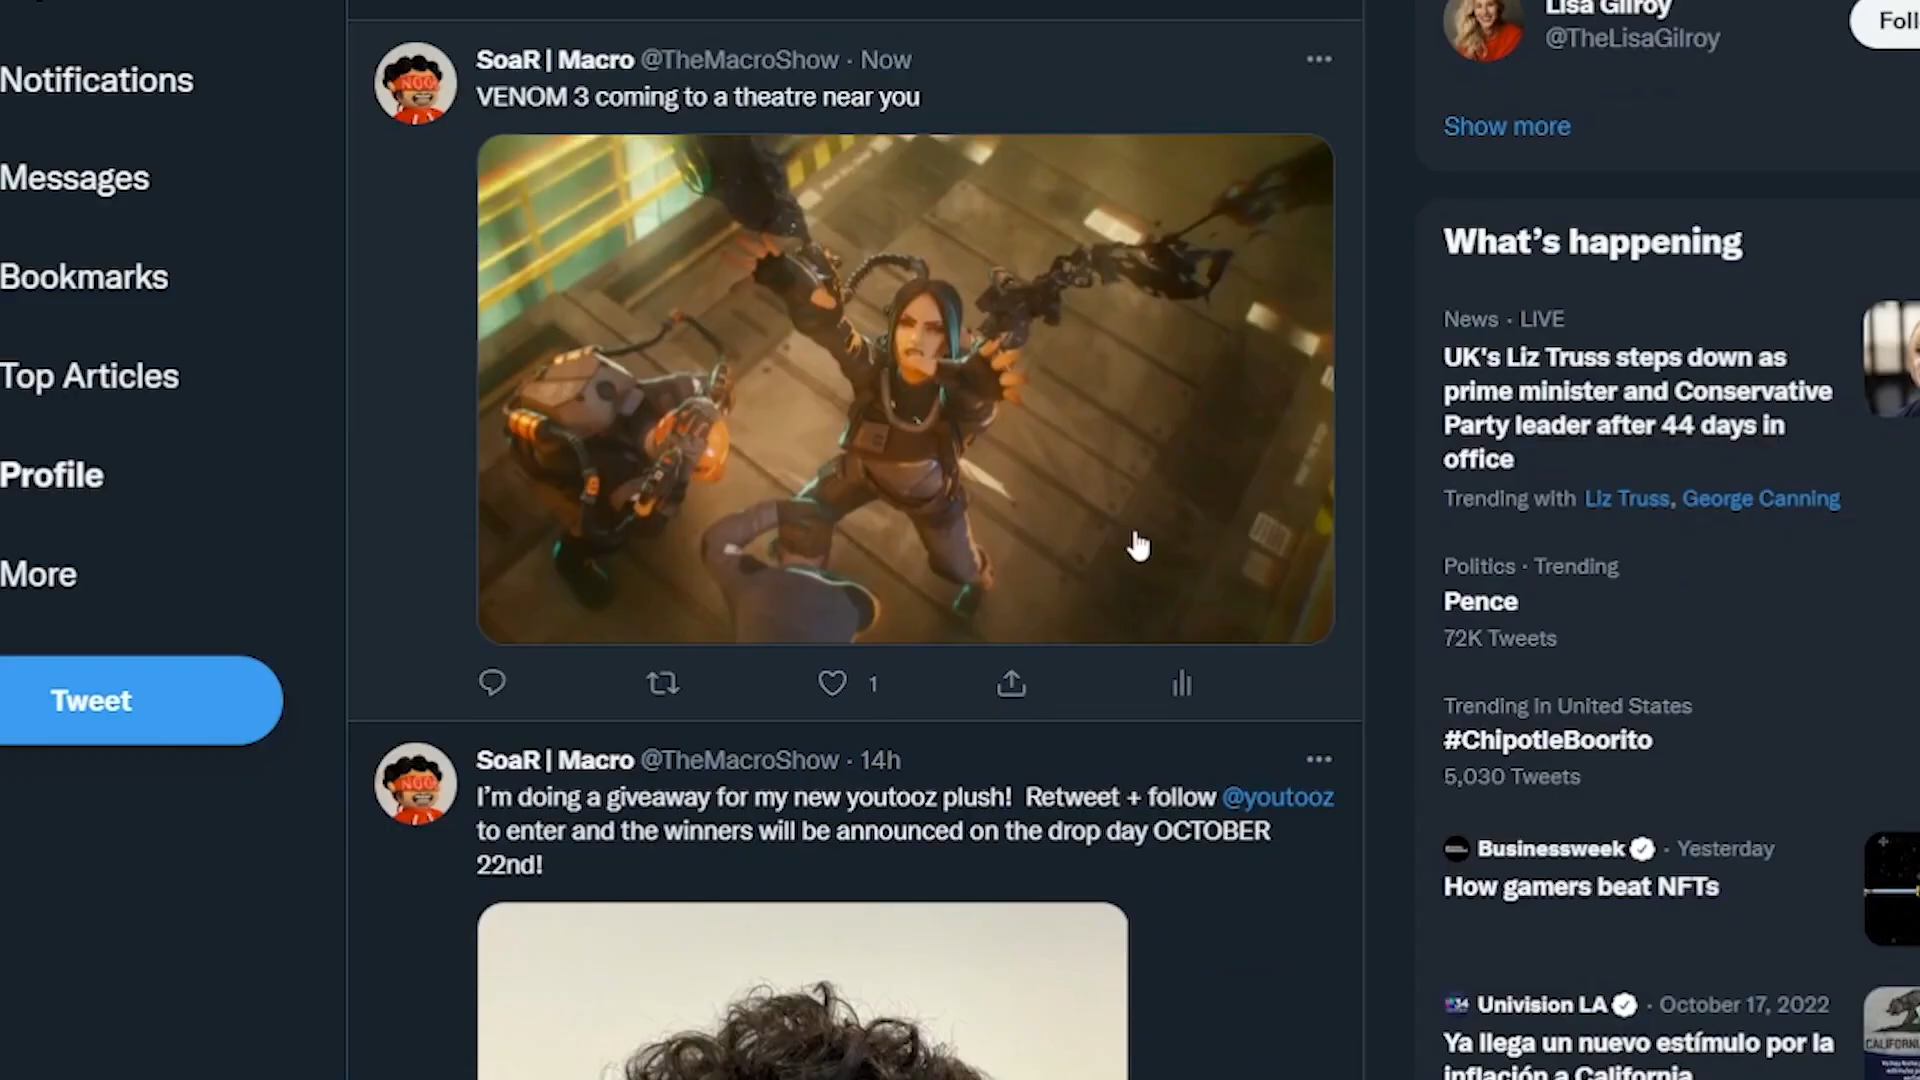 Notifications
Messages
Bookmarks
Top Articles
Profile
More
Tweet
SoaR | Macro @TheMacroShow · Now
VENOM 3 coming to a theatre near you
1
SoaR | Macro @TheMacroShow · 14h
I'm doing a giveaway for my new youtooz plush! Retweet + follow @youtooz
to enter and the winners will be announced on the drop day OCTOBER
22nd!
Lisa Gilroy
@TheLisaGilroy
Foll
Show more
What's happening
News · LIVE
UK's Liz Truss steps down as
prime minister and Conservative
Party leader after 44 days in
office
Trending with Liz Truss, George Canning
Politics · Trending
Pence
72K Tweets
Trending in United States
#ChipotleBoorito
5,030 Tweets
Businessweek · Yesterday
How gamers beat NFTs
Univision LA · October 17, 2022
Ya llega un nuevo estímulo por la
inflación a California